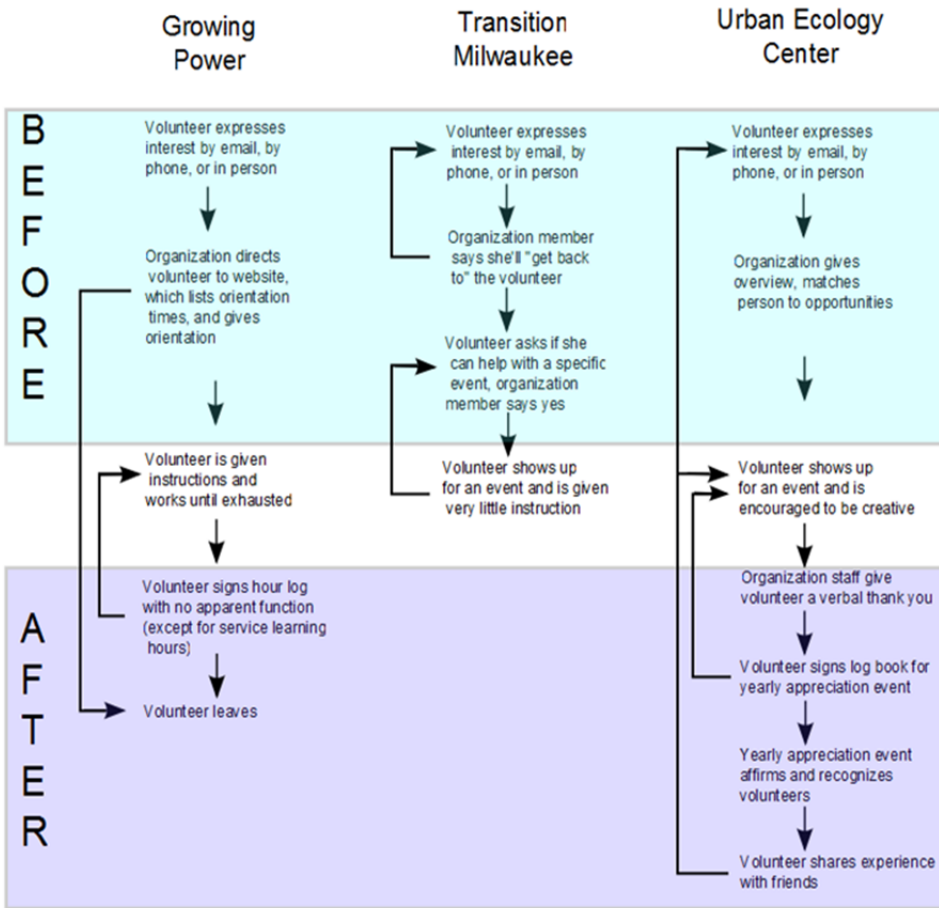 Growing
Power
Transition
Milwaukee
Urban Ecology
Center
B
E
F
O
R
E
Volunteer expresses
interest by email, by
phone, or in person
Organization directs
volunteer to website,
which lists orientation
times, and gives
orientation
Volunteer is given
instructions and
works until exhausted
Volunteer expresses
interest by email, by
phone, or in person
Organization member
says she'll "get back
to" the volunteer
Volunteer asks if she
can help with a specific
event, organization
member says yes
Volunteer shows up
for an event and is given
very little instruction
Volunteer expresses
interest by email, by
phone, or in person
Organization gives
overview, matches
person to opportunities
Volunteer shows up
for an event and is
encouraged to be creative
A
F
T
E
R
Volunteer signs hour log
with no apparent function
(except for service learning
hours)
Volunteer leaves
Organization staff give
volunteer a verbal thank you
Volunteer signs log book for
yearly appreciation event
Yearly appreciation event
affirms and recognizes
volunteers
Volunteer shares experience
with friends